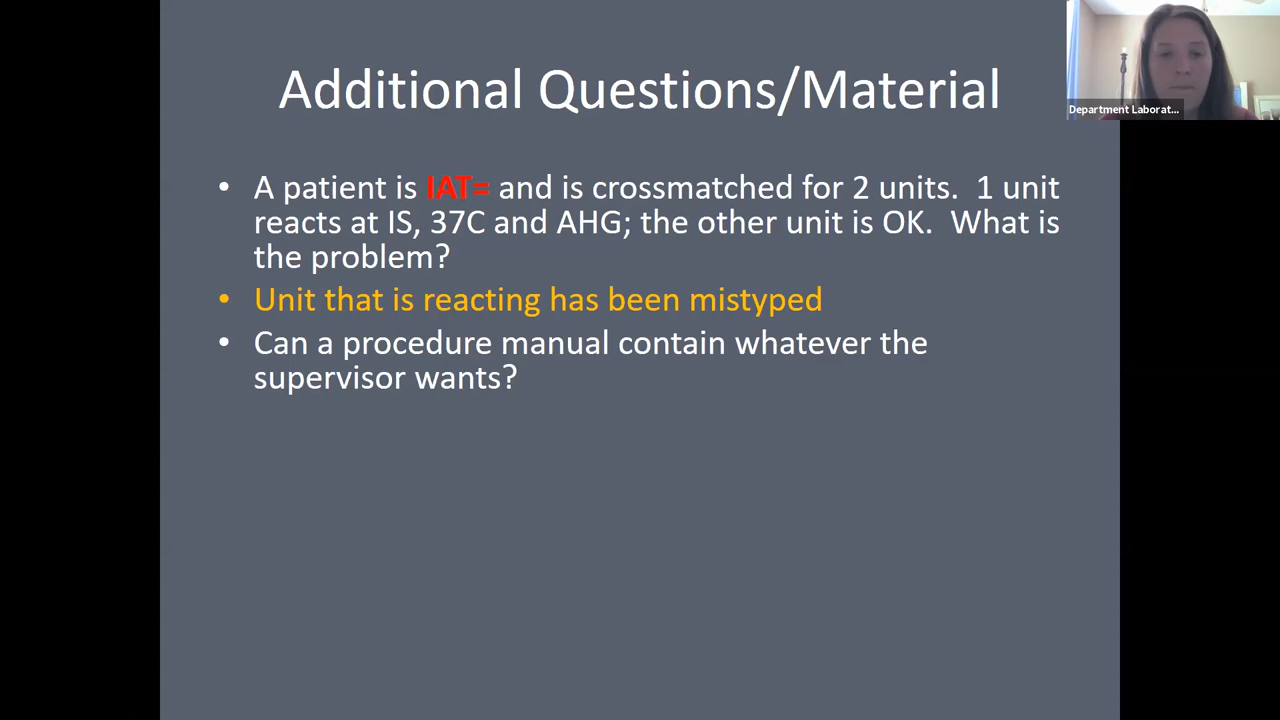 Additional Questions/Material
Department Laborat...
• A patient is IAT= and is crossmatched for 2 units.  1 unit
reacts at IS, 37C and AHG; the other unit is OK.  What is
the problem?
• Unit that is reacting has been mistyped
• Can a procedure manual contain whatever the
supervisor wants?